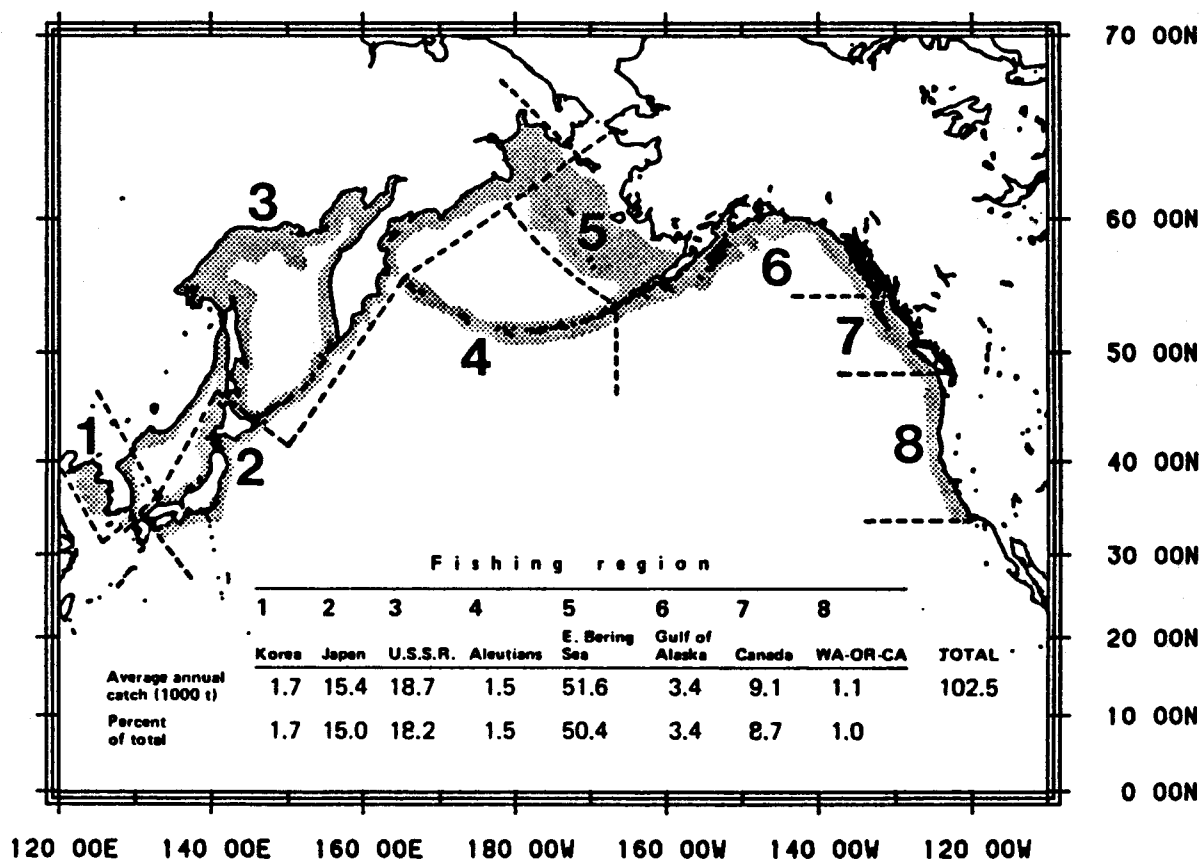 70 00N
3
60 00N
5
6
7
4
50 00N
1
2
8
40 00N
Fishing region
30 00N
1 2 3 4 5 6 7 8
20 00N
Korea Japan U.S.S.R. Aleutians E. Bering Sea Gulf of Alaska Canada WA-OR-CA TOTAL
Average annual catch (1000 t) 1.7 15.4 18.7 1.5 51.6 3.4 9.1 1.1 102.5
10 00N
Percent of total 1.7 15.0 18.2 1.5 50.4 3.4 8.7 1.0
0 00N
120 00E 140 00E 160 00E 180 00W 160 00W 140 00W 120 00W